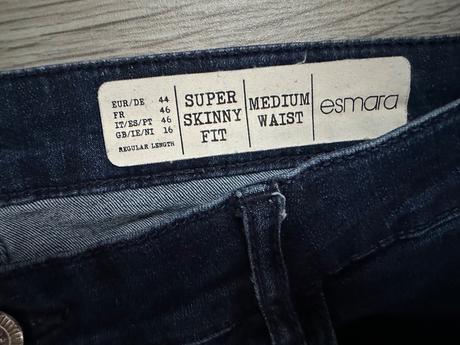 EUR/DE 44
FR 46
IT/ES/PT 46
GB/IE/NI 16
REGULAR LENGTH
SUPER
SKINNY
FIT
MEDIUM
WAIST
esmara